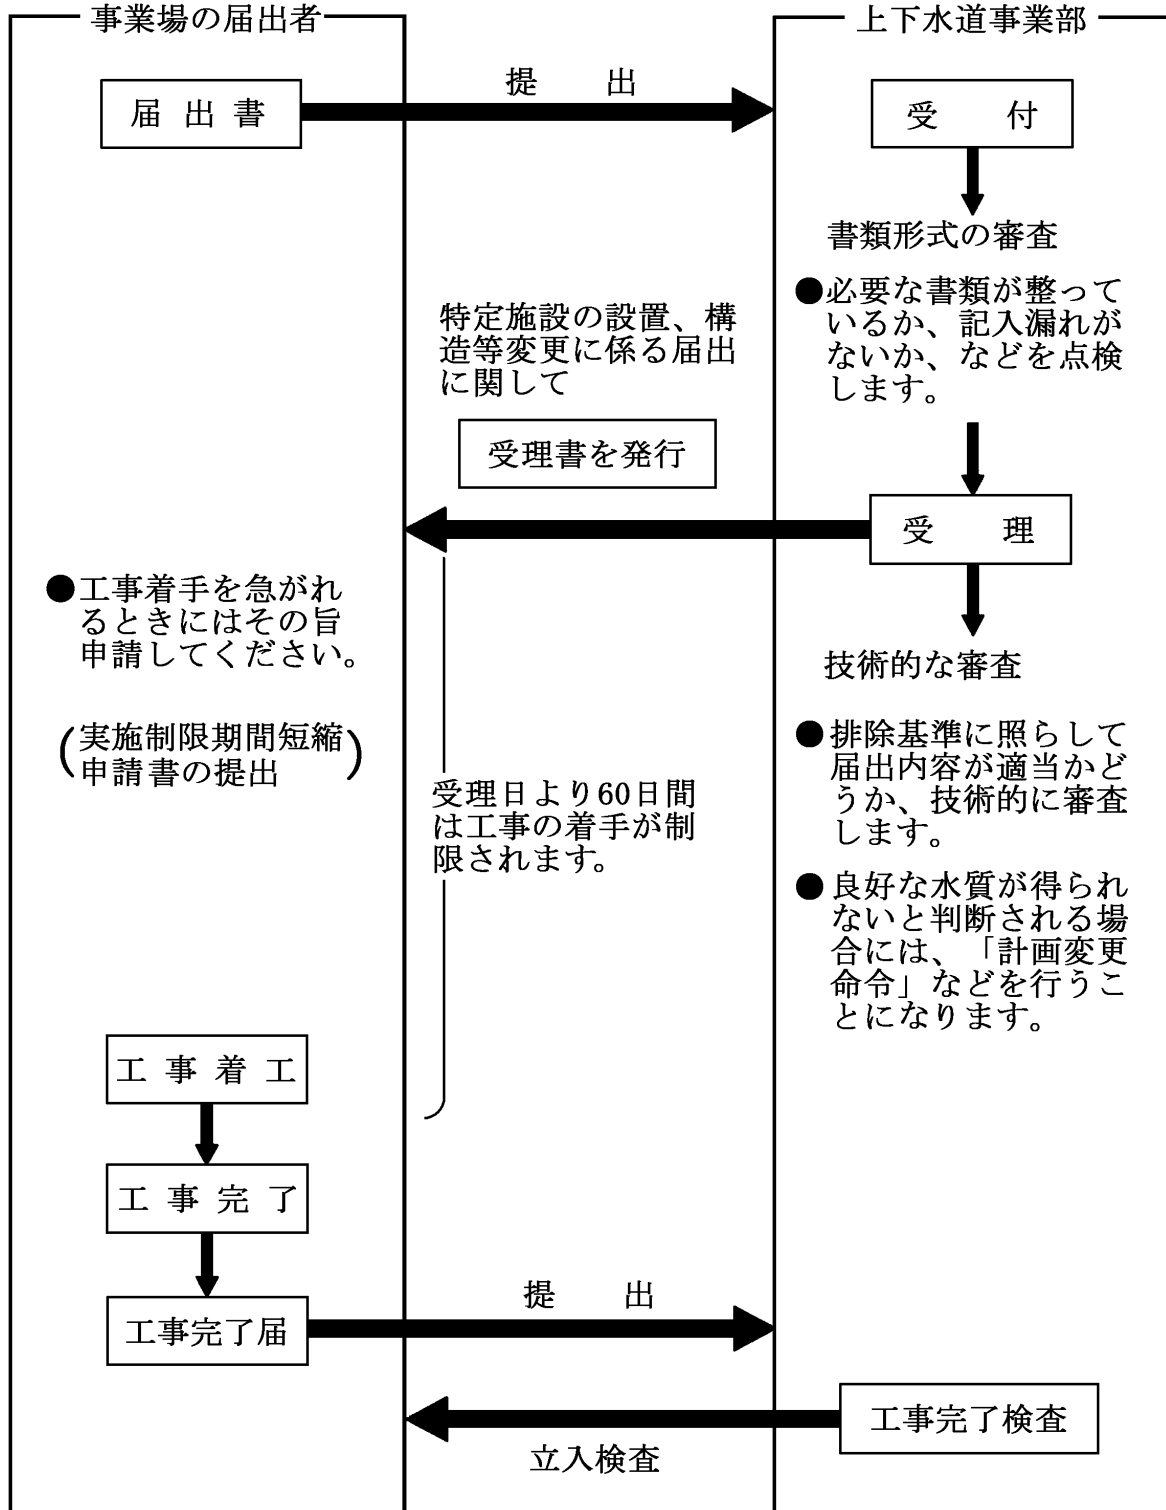 事業場の届出者
上下水道事業部
届出書
提出
受付
書類形式の審査
●必要な書類が整って
いるか、記入漏れが
ないか、などを点検
します。
特定施設の設置、構
造等変更に係る届出
に関して
受理書を発行
受理
●工事着手を急がれ
るときにはその旨
申請してください。
(実施制限期間短縮
申請書の提出)
受理日より60日間
は工事の着手が制
限されます。
技術的な審査
●排除基準に照らして
届出内容が適当かど
うか、技術的に審査
します。
●良好な水質が得られ
ないと判断される場
合には、「計画変更
命令」などを行うこ
とになります。
工事着工
工事完了
工事完了届
提出
工事完了検査
立入検査